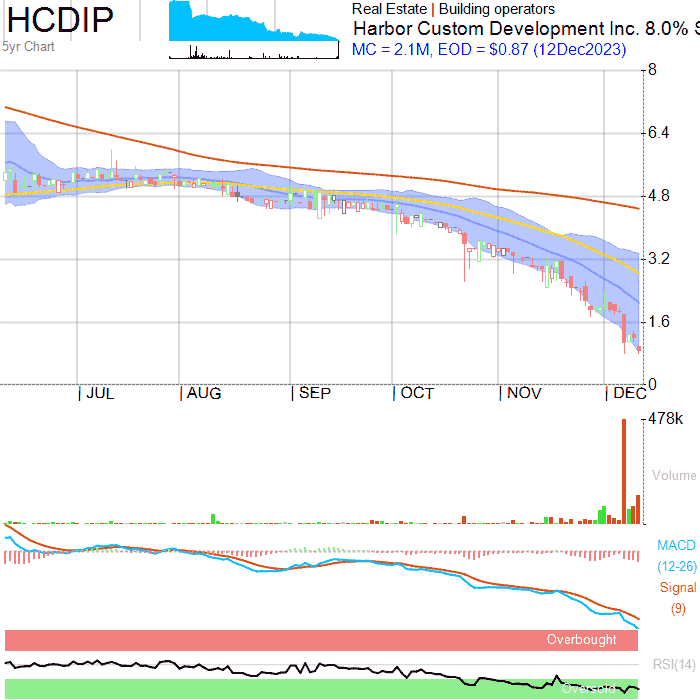 HCDIP
5yr Chart
Real Estate | Building operators
Harbor Custom Development Inc. 8.0% S
MC = 2.1M, EOD = $0.87 (12Dec2023)
8
6.4
4.8
3.2
1.6
0
JUL AUG SEP OCT NOV DEC
478k
Volume
MACD
(12-26)
Signal
(9)
Overbought
RSI(14)
Oversold